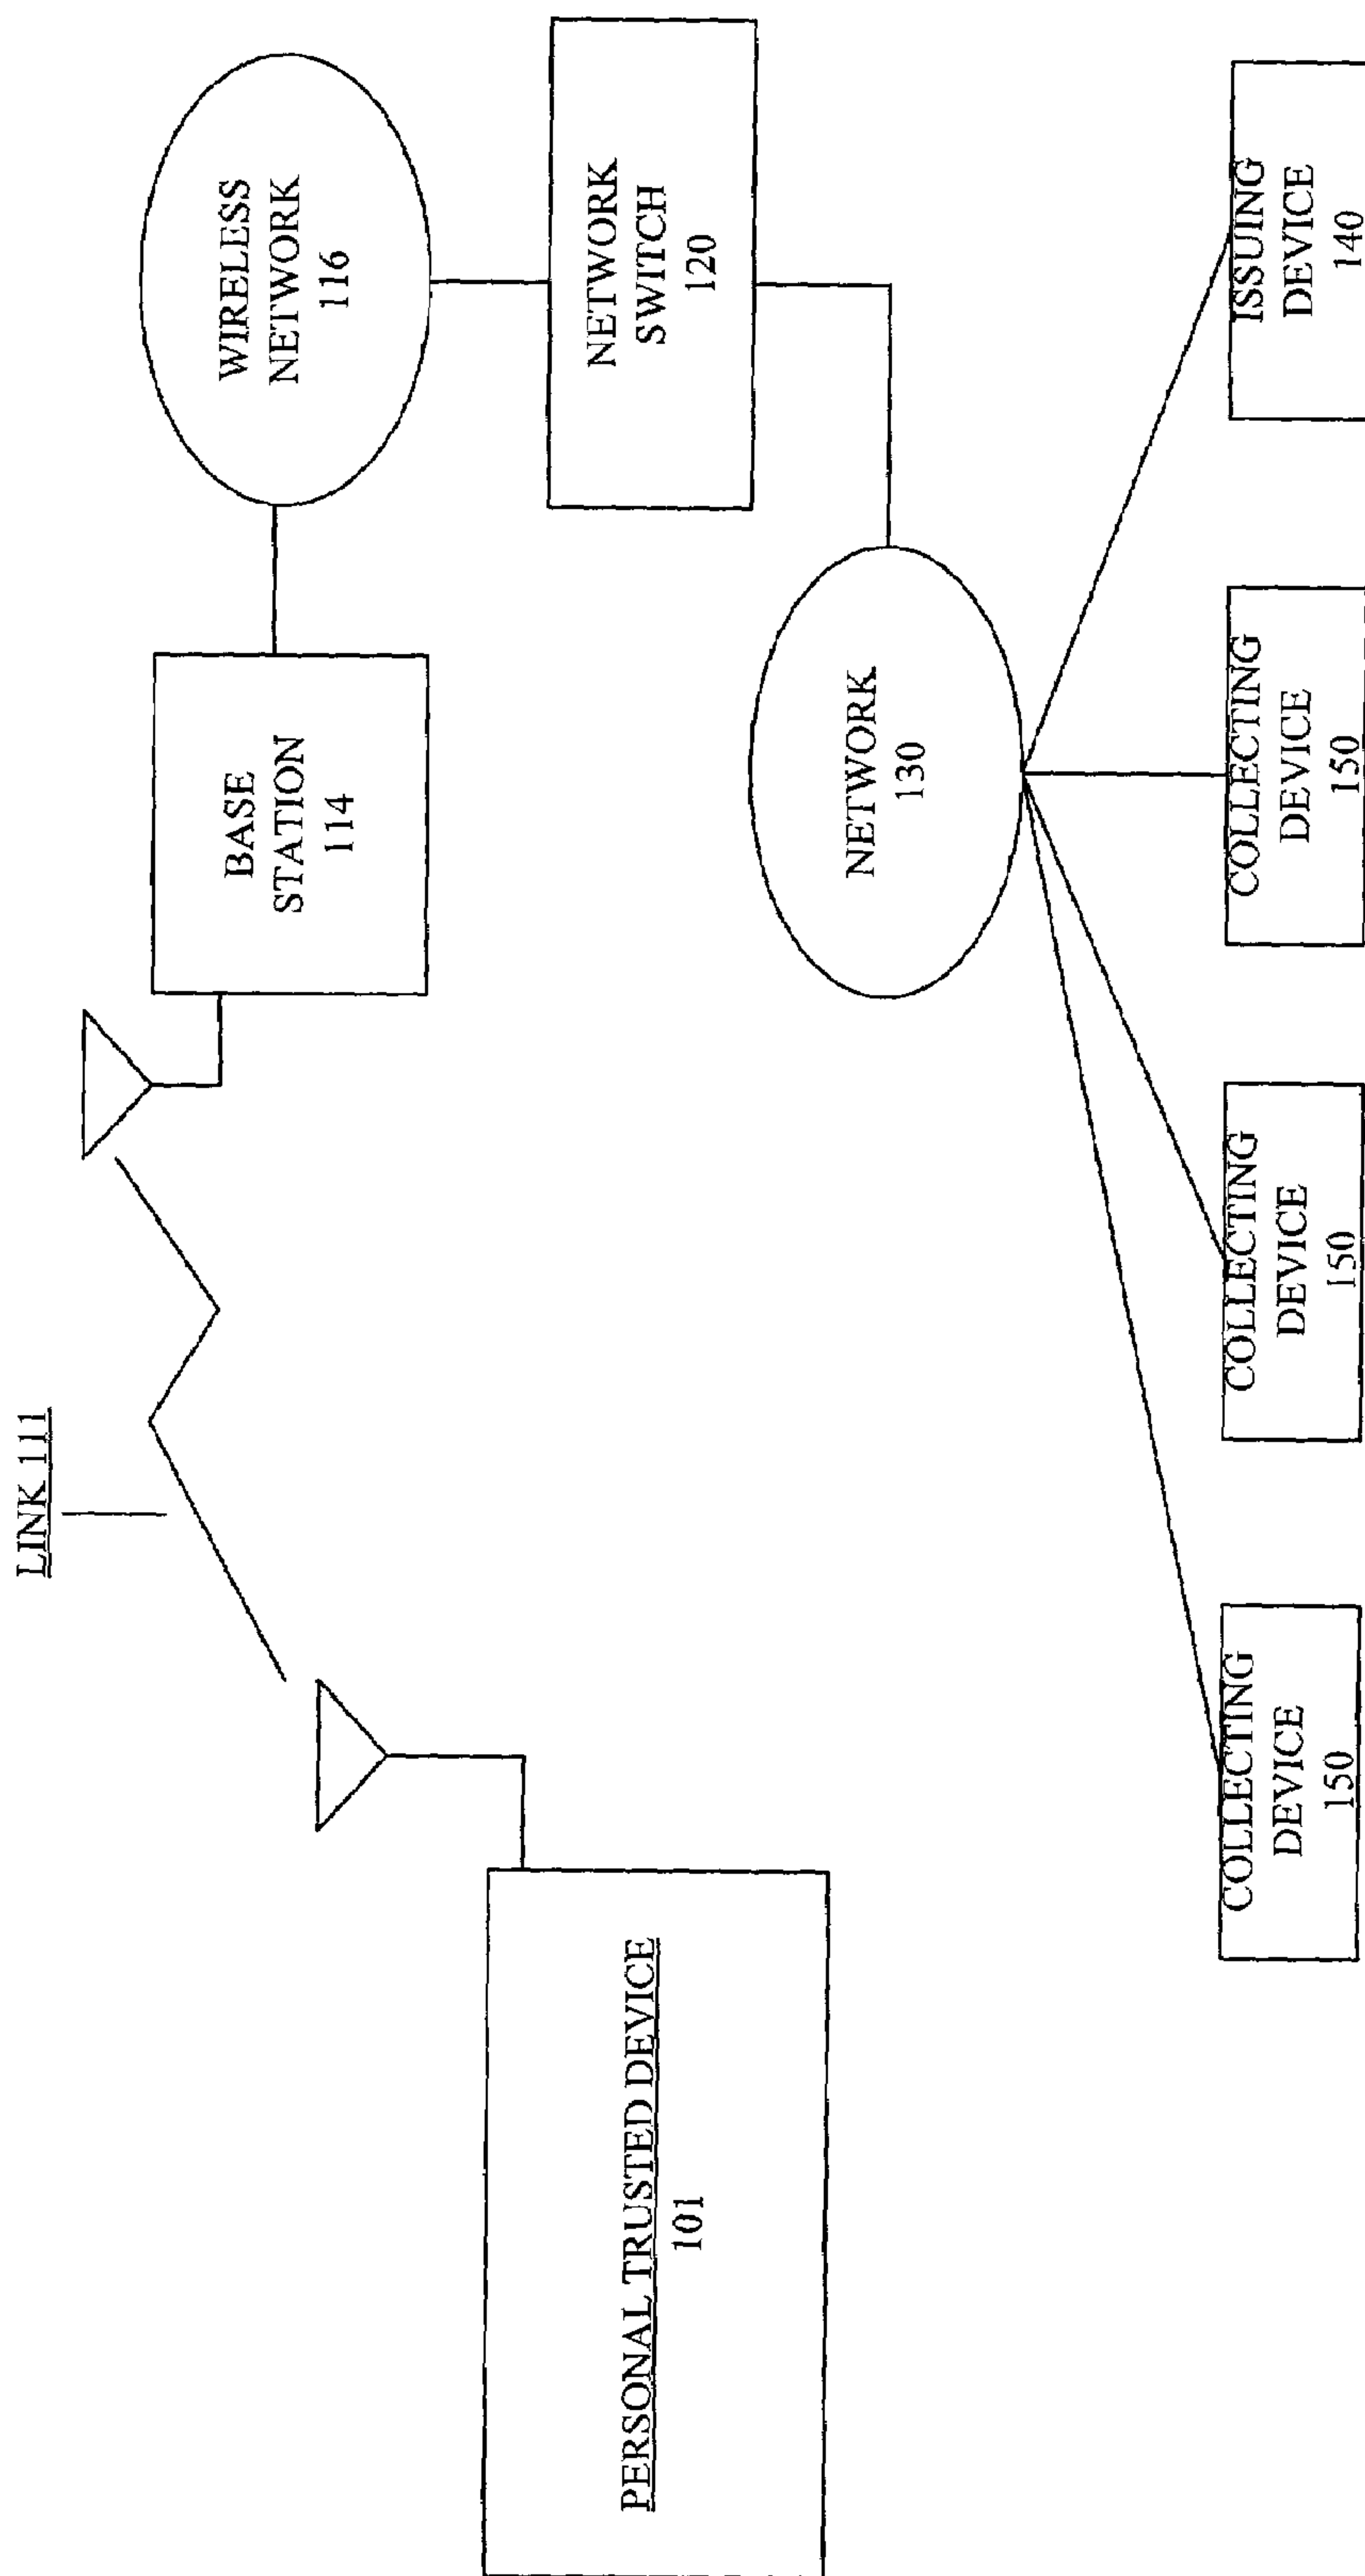 LINK 111
WIRELESS
NETWORK
116
BASE
STATION
114
NETWORK
SWITCH
120
PERSONAL TRUSTED DEVICE
101
NETWORK
130
COLLECTING
DEVICE
150
COLLECTING
DEVICE
150
COLLECTING
DEVICE
150
ISSUING
DEVICE
140